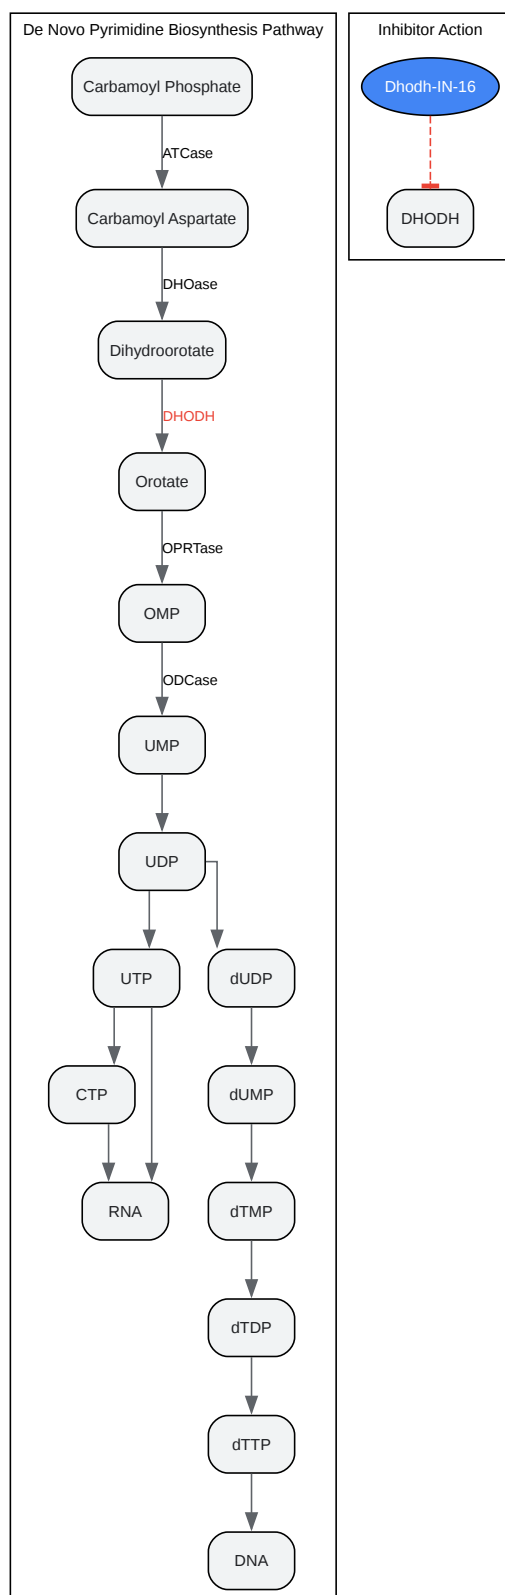 De Novo Pyrimidine Biosynthesis Pathway
Carbamoyl Phosphate
ATCase
Carbamoyl Aspartate
DHOase
Dihydroorotate
DHODH
Orotate
OPRTase
OMP
ODCase
UMP
UDP
UTP
dUDP
CTP
dUMP
RNA
dTMP
dTDP
dTTP
DNA
Inhibitor Action
Dhodh-IN-16
DHODH